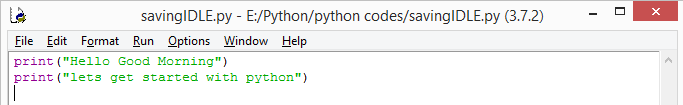 savingIDLE.py - E:/Python/python codes/savingIDLE.py (3.7.2)
File Edit Format Run Options Window Help
print("Hello Good Morning")
print("lets get started with python")